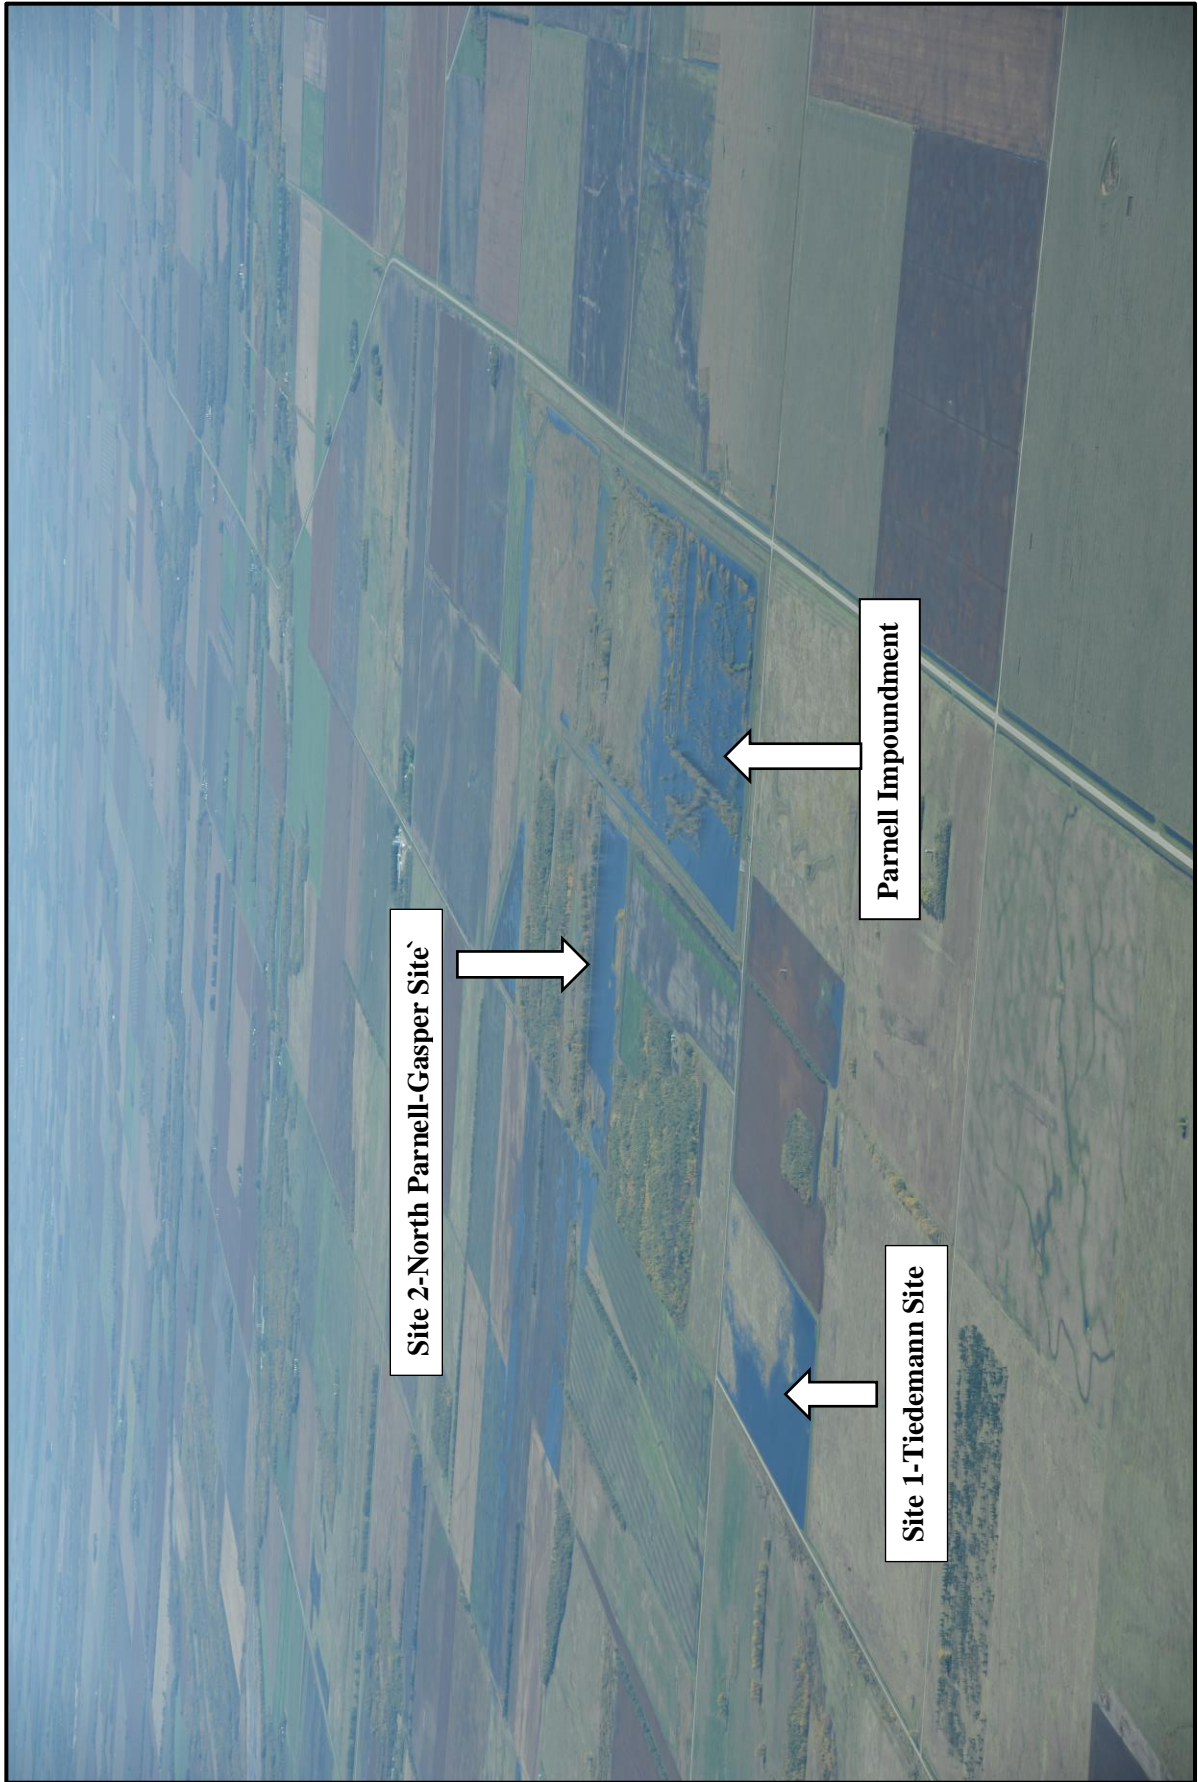 Site 2-North Parnell-Gasper Site`
Parnell Impoundment
Site 1-Tiedemann Site